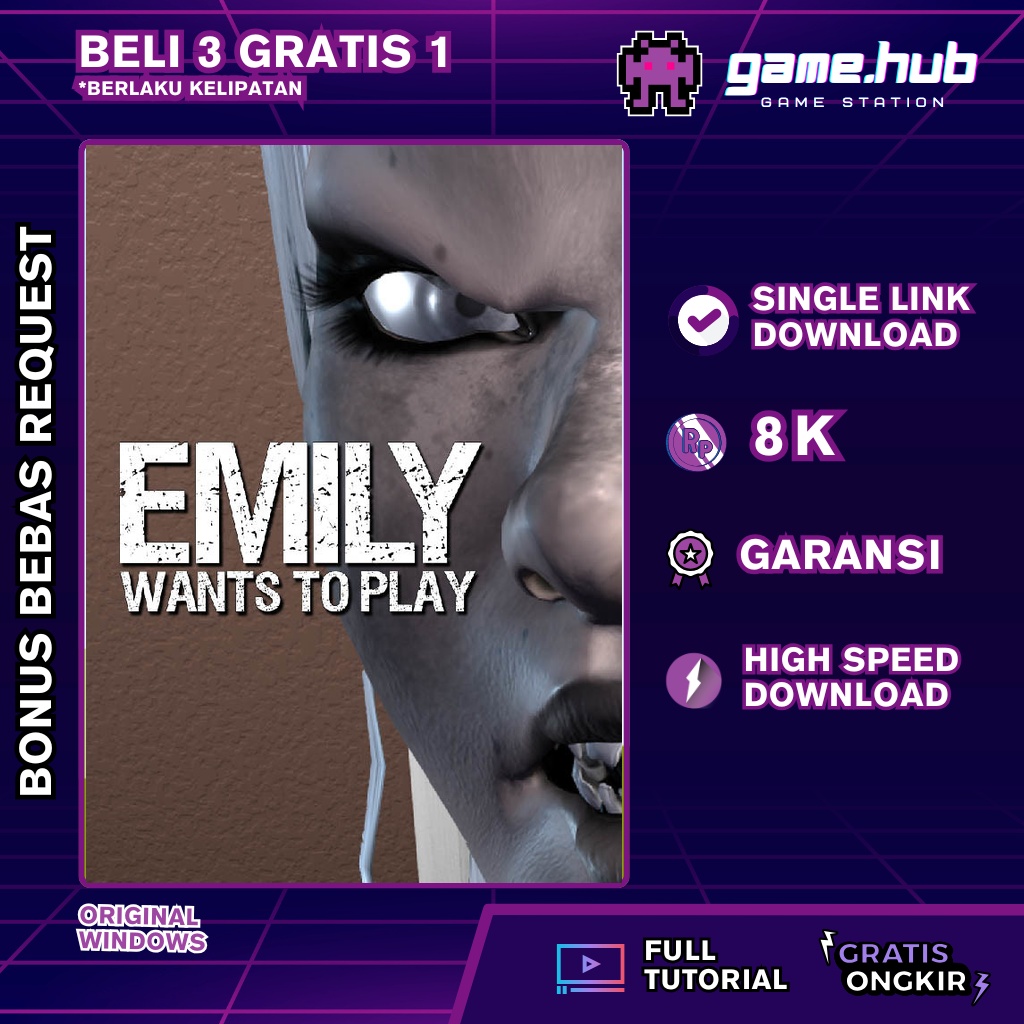 BELI 3 GRATIS 1
*BERLAKU KELIPATAN
game.hub
GAME STATION
BONUS BEBAS REQUEST
EMILY
WANTS TO PLAY
SINGLE LINK
DOWNLOAD
Rp
8K
GARANSI
HIGH SPEED
DOWNLOAD
ORIGINAL
WINDOWS
FULL
TUTORIAL
GRATIS
ONGKIR